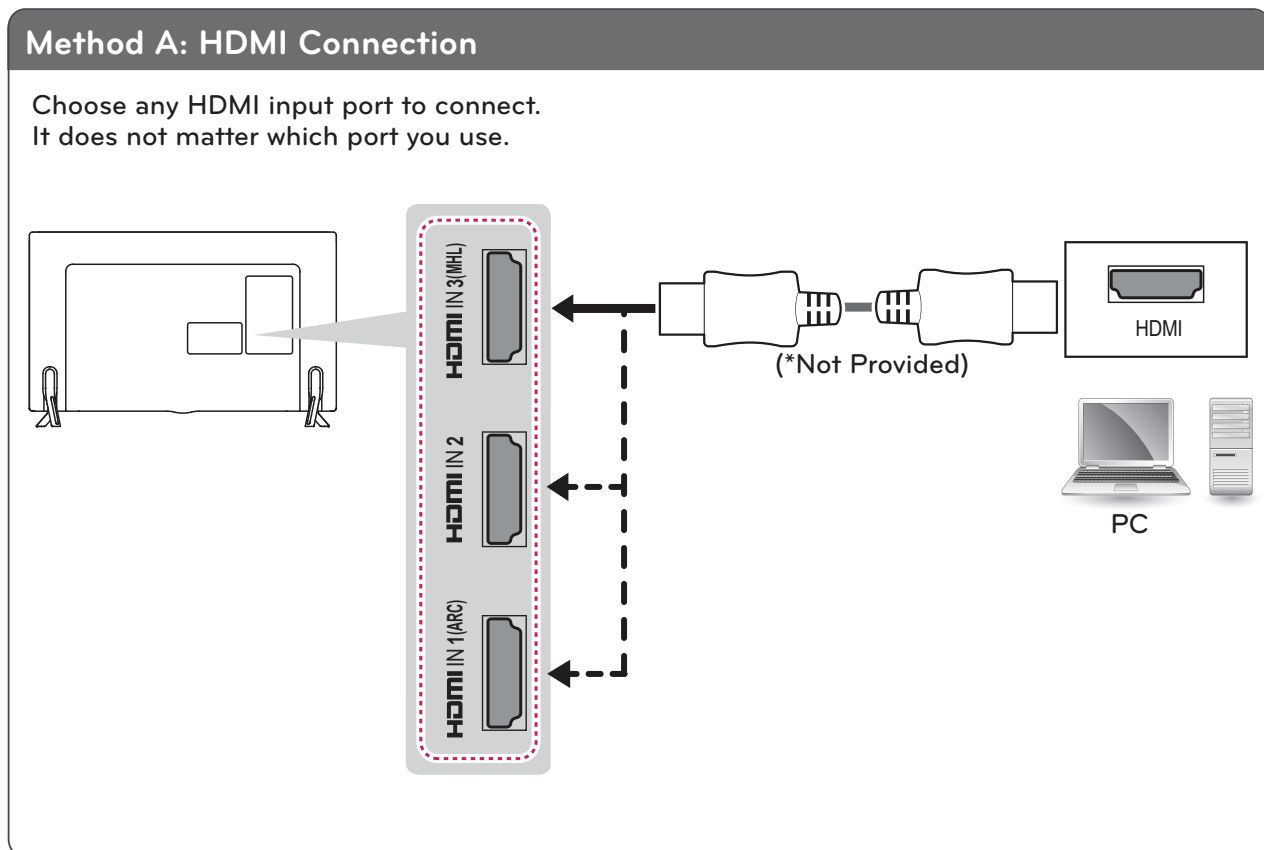 Method A: HDMI Connection
Choose any HDMI input port to connect.
It does not matter which port you use.
HDMI IN 3(MHL)
HDMI IN 2
HDMI IN 1(ARC)
(*Not Provided)
HDMI
PC